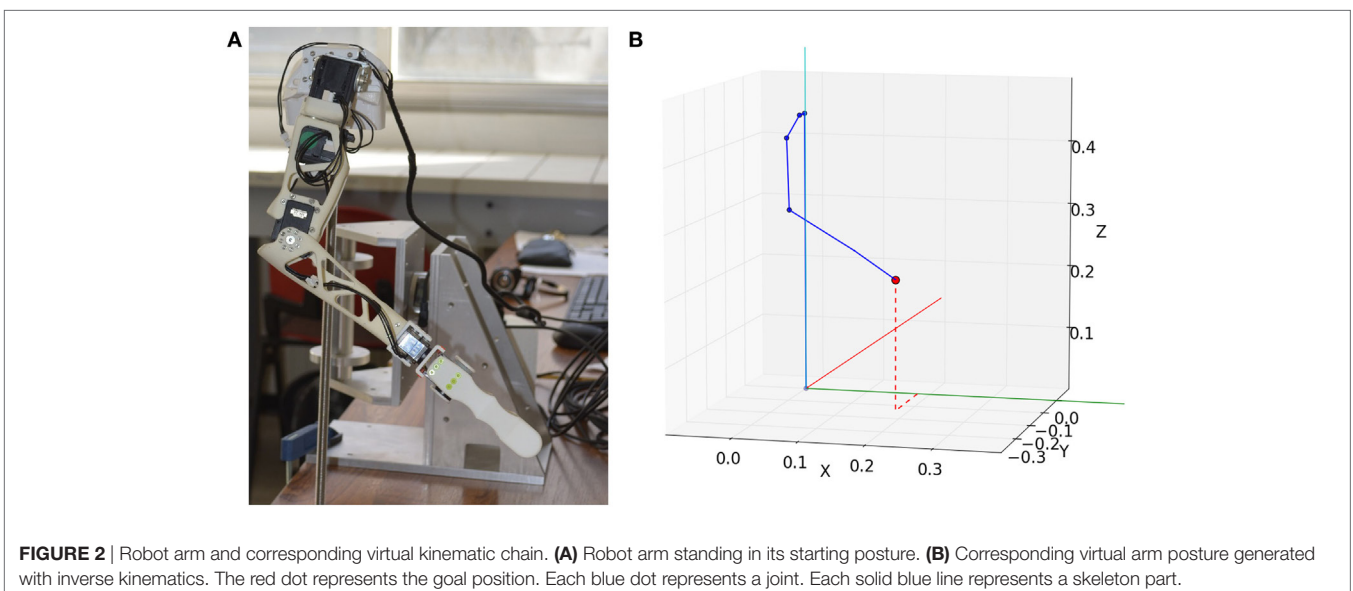 A
B
0.4
0.3
Z
0.2
0.1
0.0
−0.1
−0.2
Y
−0.3
0.0
0.1
X
0.2
0.3
FIGURE 2 | Robot arm and corresponding virtual kinematic chain. (A) Robot arm standing in its starting posture. (B) Corresponding virtual arm posture generated
with inverse kinematics. The red dot represents the goal position. Each blue dot represents a joint. Each solid blue line represents a skeleton part.